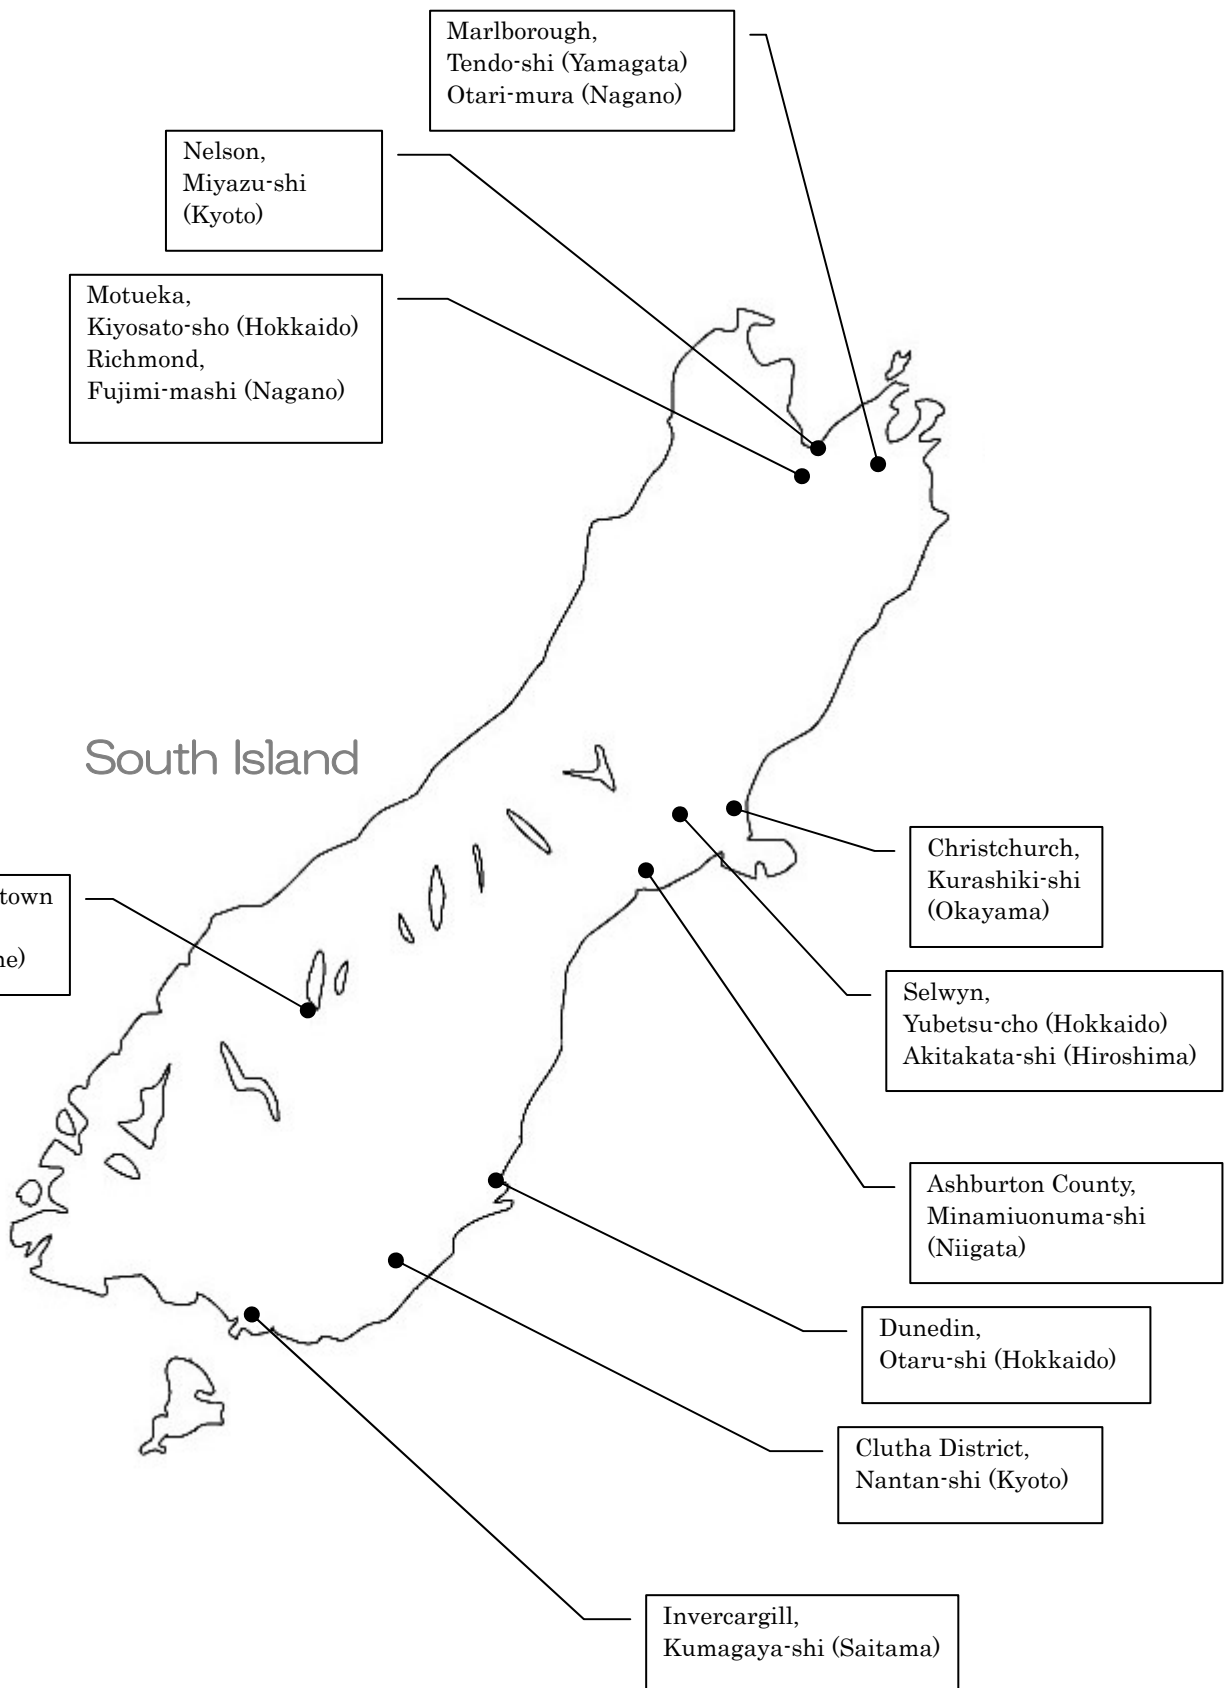 Marlborough,
Tendo-shi (Yamagata)
Otari-mura (Nagano)
Nelson,
Miyazu-shi
(Kyoto)
Motueka,
Kiyosato-sho (Hokkaido)
Richmond,
Fujimi-mashi (Nagano)
South Island
town
ne)
Christchurch,
Kurashiki-shi
(Okayama)
Selwyn,
Yubetsu-cho (Hokkaido)
Akitakata-shi (Hiroshima)
Ashburton County,
Minamiuonuma-shi
(Niigata)
Dunedin,
Otaru-shi (Hokkaido)
Clutha District,
Nantan-shi (Kyoto)
Invercargill,
Kumagaya-shi (Saitama)